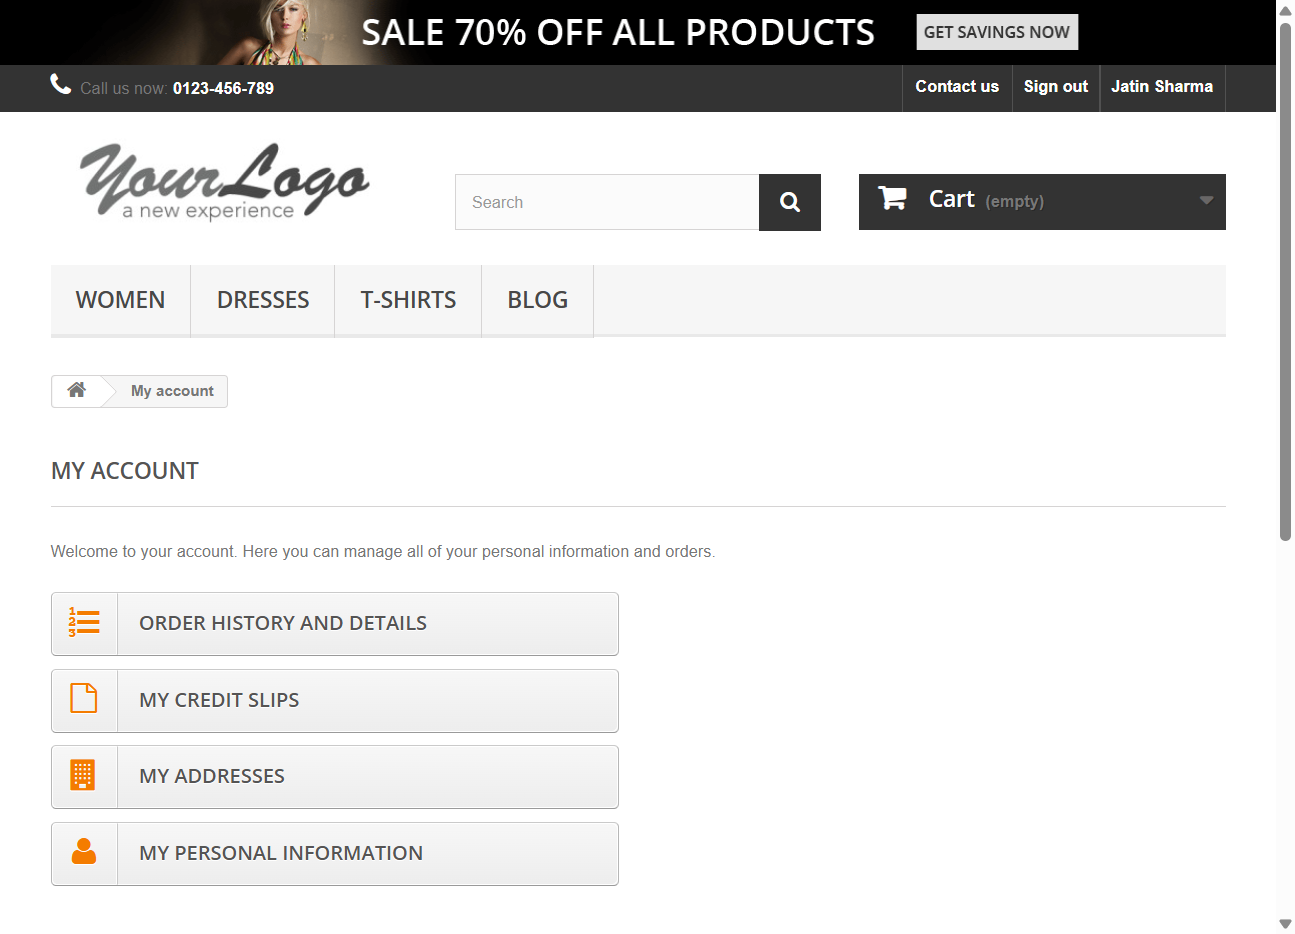 SALE 70% OFF ALL PRODUCTS GET SAVINGS NOW
Call us now: 0123-456-789 Contact us Sign out Jatin Sharma
YourLogo
a new experience
Search
Cart (empty)
WOMEN DRESSES T-SHIRTS BLOG
My account
MY ACCOUNT
Welcome to your account. Here you can manage all of your personal information and orders.
1
2
3
ORDER HISTORY AND DETAILS
MY CREDIT SLIPS
MY ADDRESSES
MY PERSONAL INFORMATION